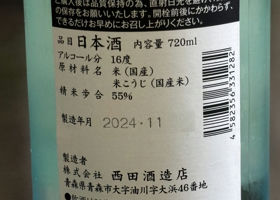 ご購入後は品質保持の為、直射日光を避け
の保存をお願いします。開栓前後にかかわらず、
できるだけお早めにお召し上がりください。
品目 日本酒 内容量 720ml
アルコール分 16度
原材料名 米(国産)
米こうじ(国産米)
精米歩合 55%
製造年月 2024・11
製造者
株式会社 西田酒造店
青森県青森市大字油川字大浜46番地
4582356331282